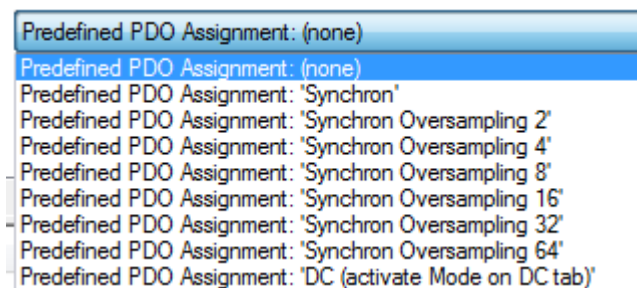 Predefined PDO Assignment: (none)
Predefined PDO Assignment: (none)
Predefined PDO Assignment: 'Synchron'
Predefined PDO Assignment: 'Synchron Oversampling 2'
Predefined PDO Assignment: 'Synchron Oversampling 4'
Predefined PDO Assignment: 'Synchron Oversampling 8'
Predefined PDO Assignment: 'Synchron Oversampling 16'
Predefined PDO Assignment: 'Synchron Oversampling 32'
Predefined PDO Assignment: 'Synchron Oversampling 64'
Predefined PDO Assignment: 'DC (activate Mode on DC tab)'